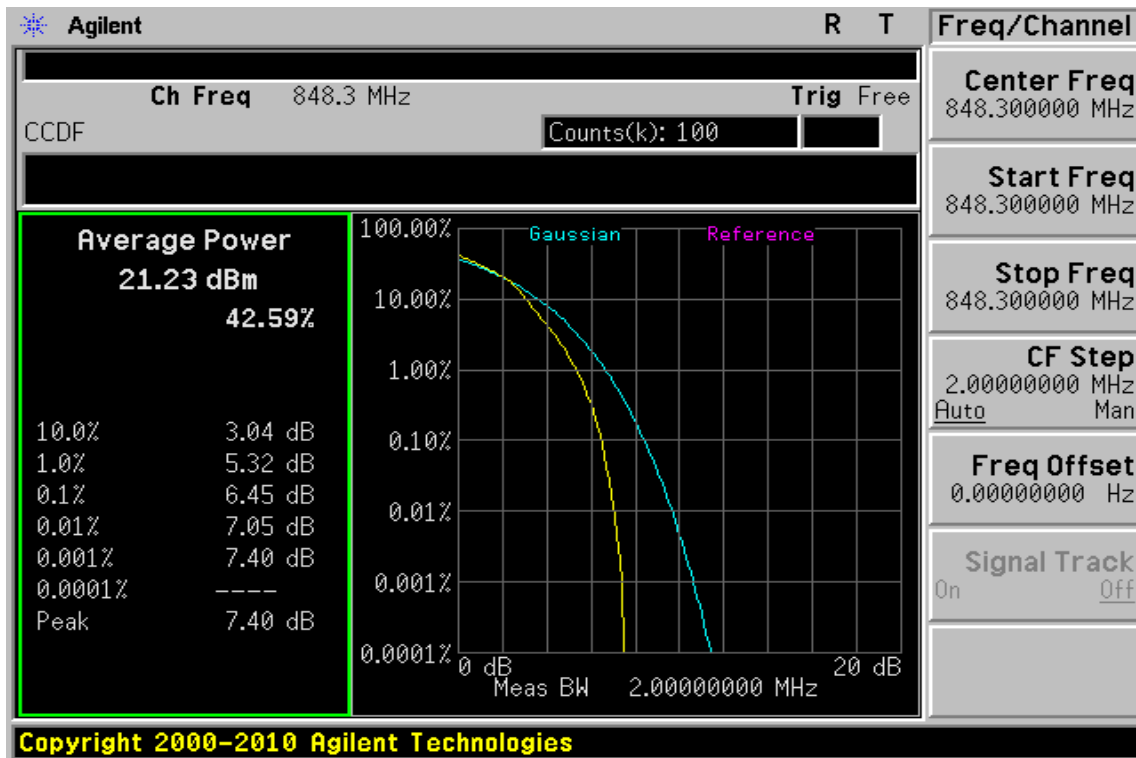 Agilent R T
Ch Freq 848.3 MHz Trig Free
CCDF
Counts(k): 100
Average Power
21.23 dBm
42.59%
10.0% 3.04 dB
1.0% 5.32 dB
0.1% 6.45 dB
0.01% 7.05 dB
0.001% 7.40 dB
0.0001% ----
Peak 7.40 dB
Gaussian Reference
100.00%
10.00%
1.00%
0.10%
0.01%
0.001%
0.0001%
0 dB 20 dB
Meas BW 2.00000000 MHz
Freq/Channel
Center Freq
848.300000 MHz
Start Freq
848.300000 MHz
Stop Freq
848.300000 MHz
CF Step
2.00000000 MHz
Auto Man
Freq Offset
0.00000000 Hz
Signal Track
On Off
Copyright 2000-2010 Agilent Technologies